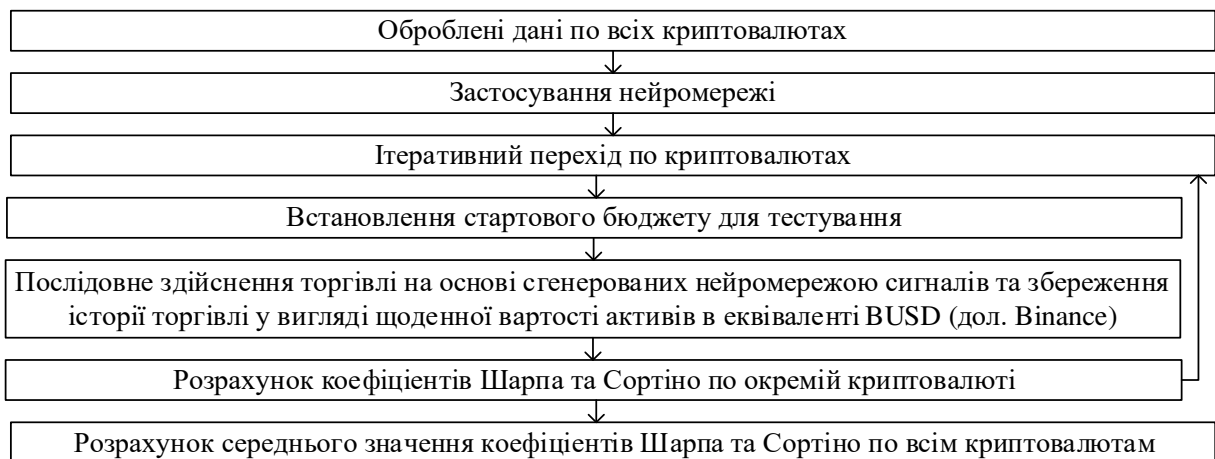 Оброблені дані по всіх криптовалютах
Застосування нейромережі
Ітеративний перехід по криптовалютах
Встановлення стартового бюджету для тестування
Послідовне здійснення торгівлі на основі сгенерованих нейромережою сигналів та збереження
історії торгівлі у вигляді щоденної вартості активів в еквіваленті BUSD (дол. Binance)
Розрахунок коефіціентів Шарпа та Сортіно по окремій криптовалюті
Розрахунок середнього значення коефіціентів Шарпа та Сортіно по всім криптовалютам